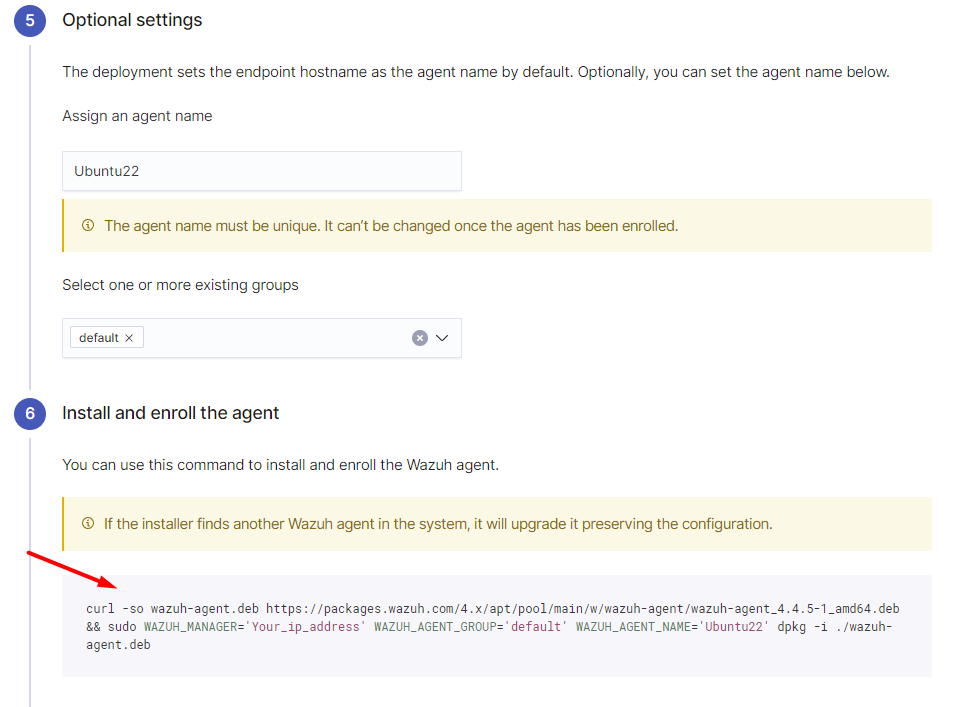 5
Optional settings
The deployment sets the endpoint hostname as the agent name by default. Optionally, you can set the agent name below.
Assign an agent name
Ubuntu22
The agent name must be unique. It can’t be changed once the agent has been enrolled.
Select one or more existing groups
default
6
Install and enroll the agent
You can use this command to install and enroll the Wazuh agent.
If the installer finds another Wazuh agent in the system, it will upgrade it preserving the configuration.
curl -so wazuh-agent.deb https://packages.wazuh.com/4.x/apt/pool/main/w/wazuh-agent/wazuh-agent_4.4.5-1_amd64.deb
&& sudo WAZUH_MANAGER='Your_ip_address' WAZUH_AGENT_GROUP='default' WAZUH_AGENT_NAME='Ubuntu22' dpkg -i ./wazuh-
agent.deb